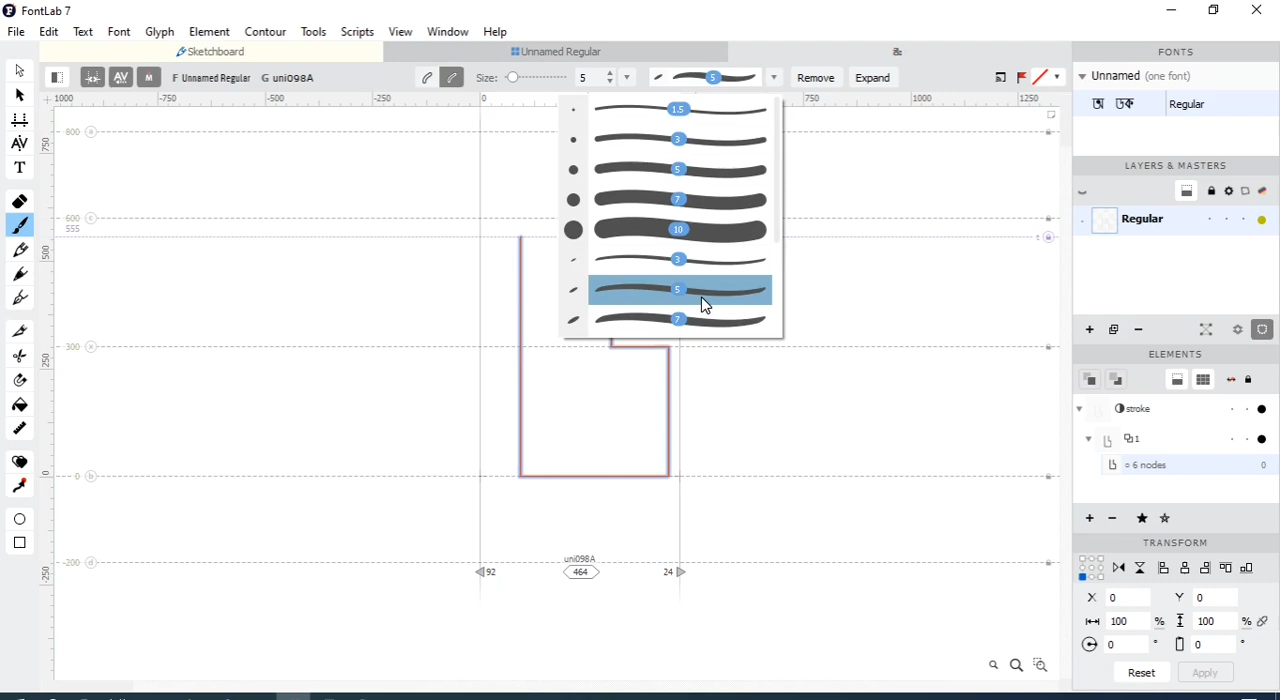 FontLab 7
File Edit Text Font Glyph Element Contour Tools Scripts View Window Help
Sketchboard Unnamed Regular
F Unnamed Regular G uni098A Size: 5 5 Remove Expand
1000 -750 -500 -250 0 750 1000 1250
FONTS
Unnamed (one font)
Regular
LAYERS & MASTERS
Regular
ELEMENTS
stroke
1
6 nodes 0
TRANSFORM
X 0 Y 0
100 % 100 %
0 ° 0 °
Reset Apply
1.5
3
5
7
10
3
5
7
800 a
750
600 c
555
500
300 x
250
0 0 b
-200 d
-250
uni098A
92 464 24